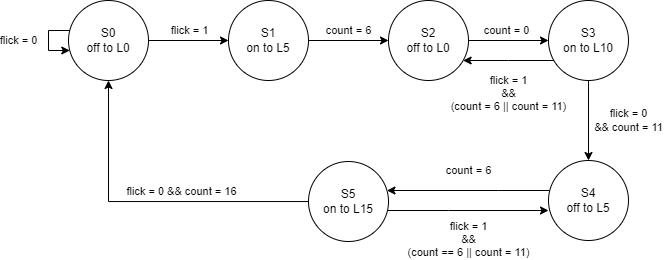 S0
off to L0
flick = 0
flick = 1
S1
on to L5
count = 6
S2
off to L0
count = 0
S3
on to L10
flick = 1
&&
(count = 6 || count = 11)
flick = 0
&& count = 11
S4
off to L5
count = 6
S5
on to L15
flick = 1
&&
(count == 6 || count = 11)
flick = 0 && count = 16